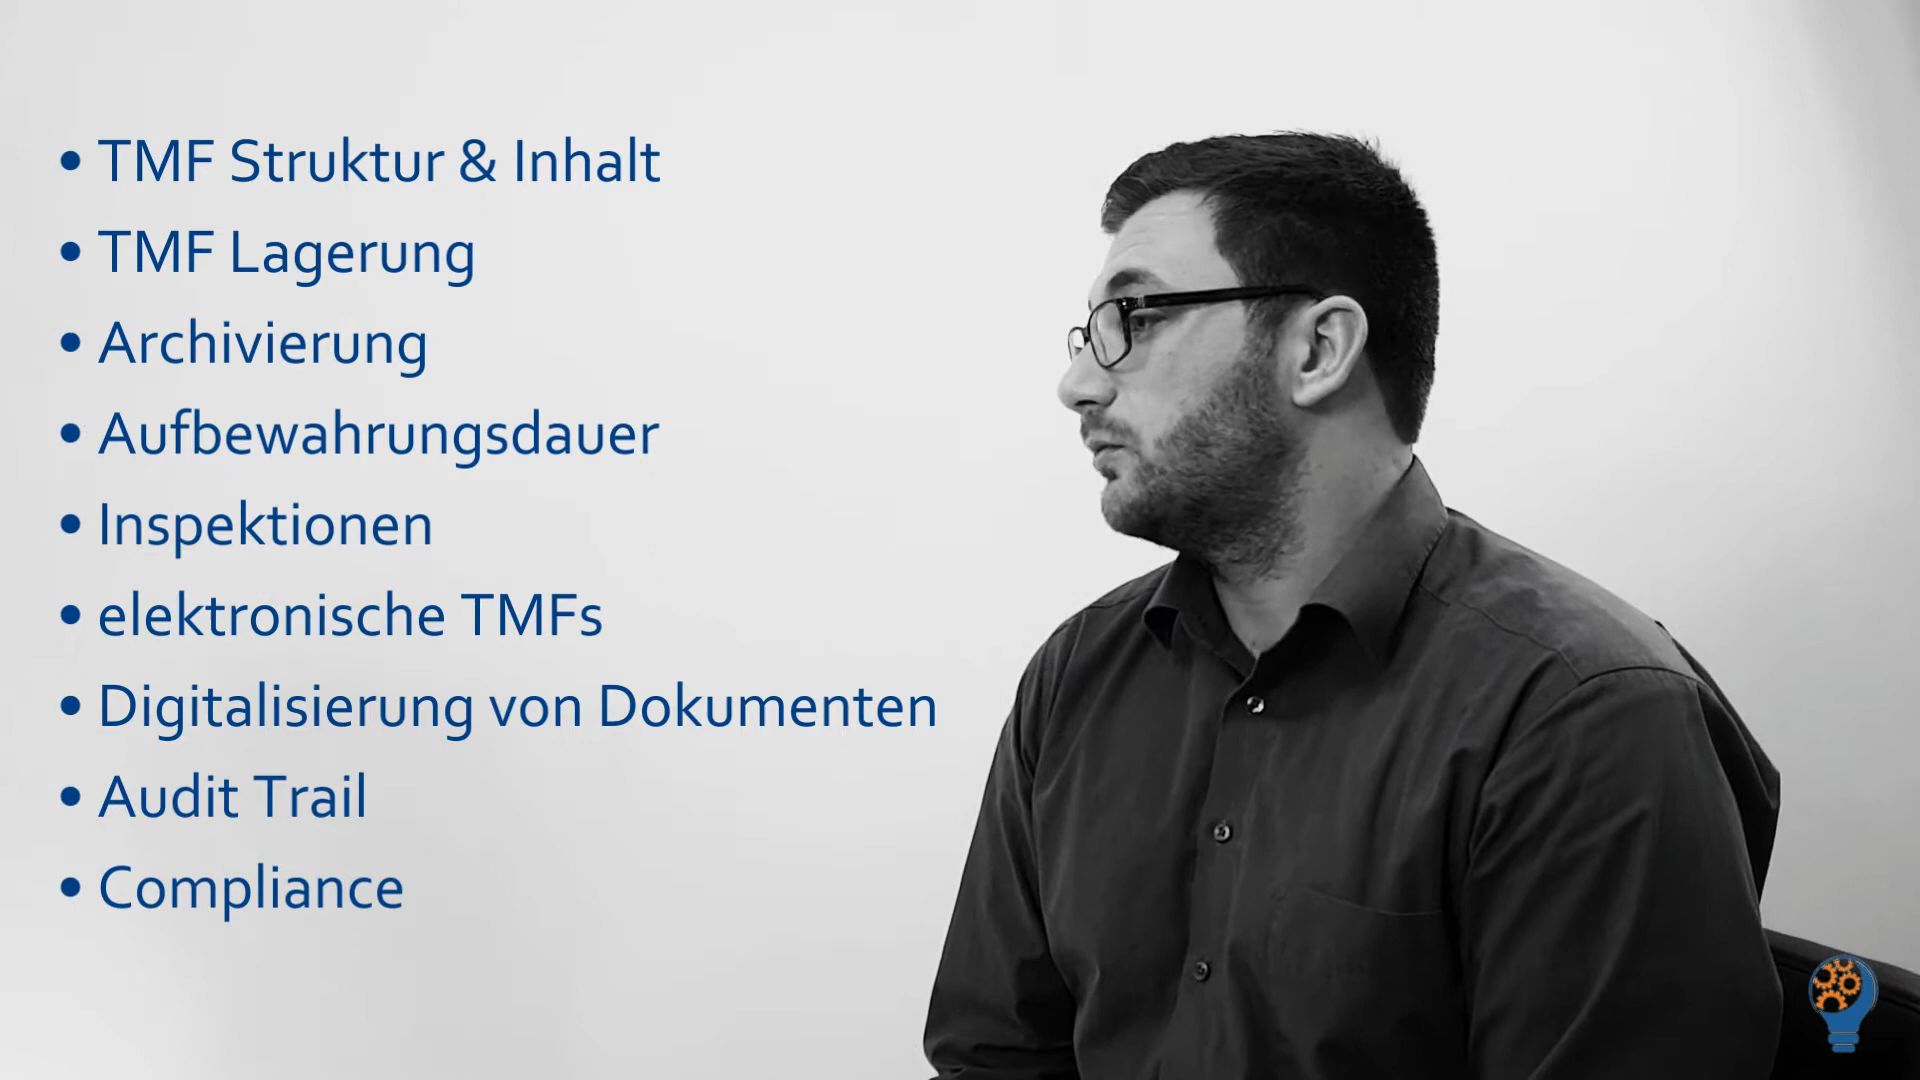 • TMF Struktur & Inhalt
• TMF Lagerung
• Archivierung
• Aufbewahrungsdauer
• Inspektionen
• elektronische TMFs
• Digitalisierung von Dokumenten
• Audit Trail
• Compliance